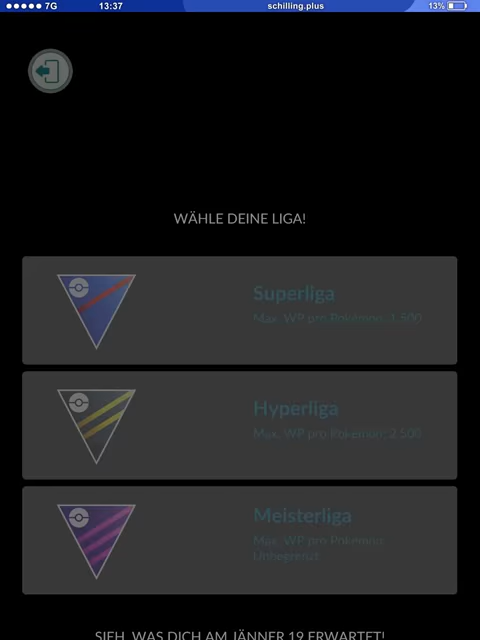 7G 13:37 schilling.plus 13%
WÄHLE DEINE LIGA!
Superliga
Max. WP pro Pokémon: 1.500
Hyperliga
Max. WP pro Pokémon: 2.500
Meisterliga
Max. WP pro Pokémon:
Unbegrenzt
SIEH, WAS DICH AM JÄNNER 19 ERWARTET!